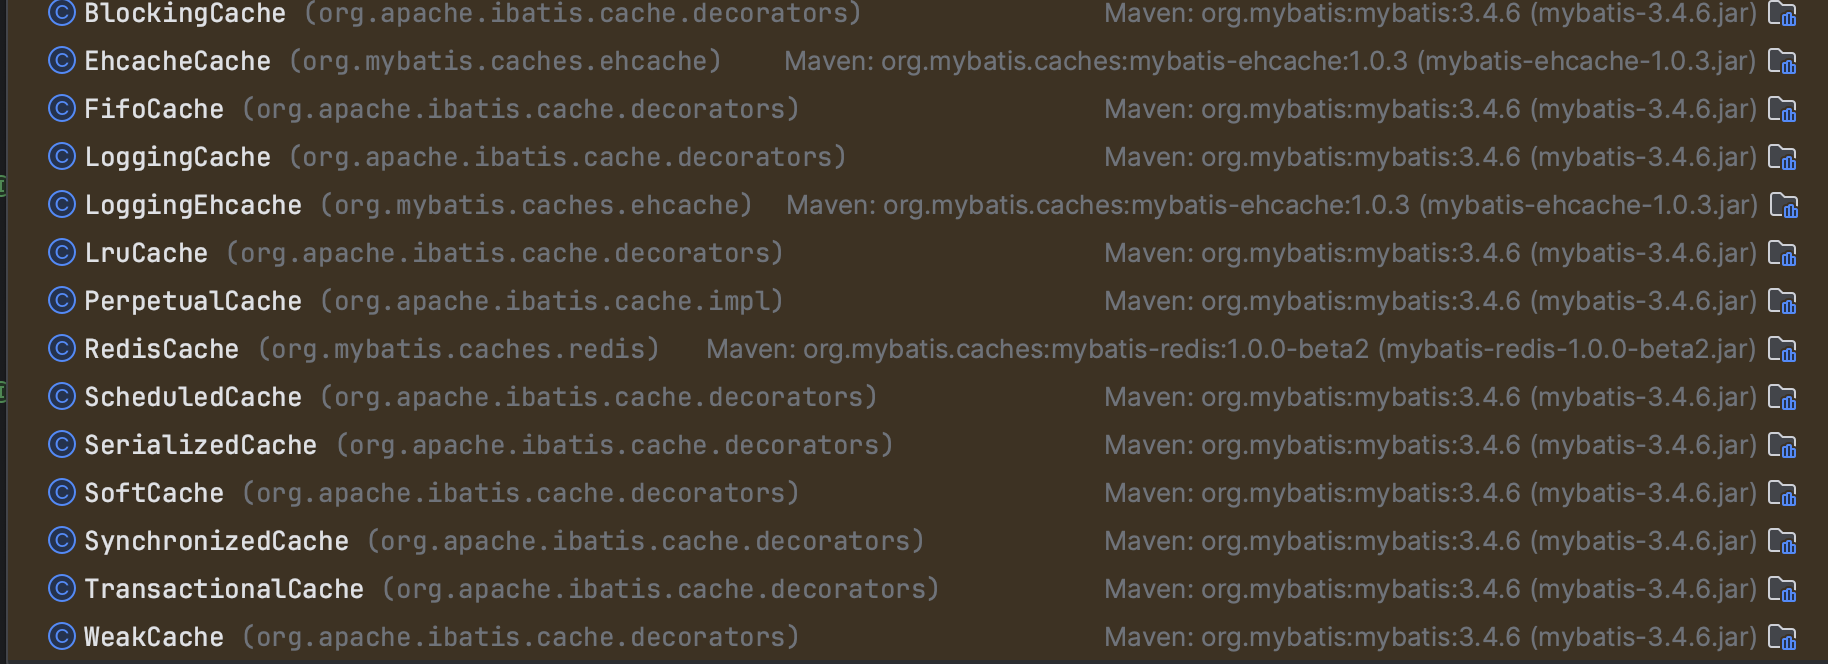 BlockingCache (org.apache.ibatis.cache.decorators) Maven: org.mybatis:mybatis:3.4.6 (mybatis-3.4.6.jar)
EhcacheCache (org.mybatis.caches.ehcache) Maven: org.mybatis.caches:mybatis-ehcache:1.0.3 (mybatis-ehcache-1.0.3.jar)
FifoCache (org.apache.ibatis.cache.decorators) Maven: org.mybatis:mybatis:3.4.6 (mybatis-3.4.6.jar)
LoggingCache (org.apache.ibatis.cache.decorators) Maven: org.mybatis:mybatis:3.4.6 (mybatis-3.4.6.jar)
LoggingEhcache (org.mybatis.caches.ehcache) Maven: org.mybatis.caches:mybatis-ehcache:1.0.3 (mybatis-ehcache-1.0.3.jar)
LruCache (org.apache.ibatis.cache.decorators) Maven: org.mybatis:mybatis:3.4.6 (mybatis-3.4.6.jar)
PerpetualCache (org.apache.ibatis.cache.impl) Maven: org.mybatis:mybatis:3.4.6 (mybatis-3.4.6.jar)
RedisCache (org.mybatis.caches.redis) Maven: org.mybatis.caches:mybatis-redis:1.0.0-beta2 (mybatis-redis-1.0.0-beta2.jar)
ScheduledCache (org.apache.ibatis.cache.decorators) Maven: org.mybatis:mybatis:3.4.6 (mybatis-3.4.6.jar)
SerializedCache (org.apache.ibatis.cache.decorators) Maven: org.mybatis:mybatis:3.4.6 (mybatis-3.4.6.jar)
SoftCache (org.apache.ibatis.cache.decorators) Maven: org.mybatis:mybatis:3.4.6 (mybatis-3.4.6.jar)
SynchronizedCache (org.apache.ibatis.cache.decorators) Maven: org.mybatis:mybatis:3.4.6 (mybatis-3.4.6.jar)
TransactionalCache (org.apache.ibatis.cache.decorators) Maven: org.mybatis:mybatis:3.4.6 (mybatis-3.4.6.jar)
WeakCache (org.apache.ibatis.cache.decorators) Maven: org.mybatis:mybatis:3.4.6 (mybatis-3.4.6.jar)